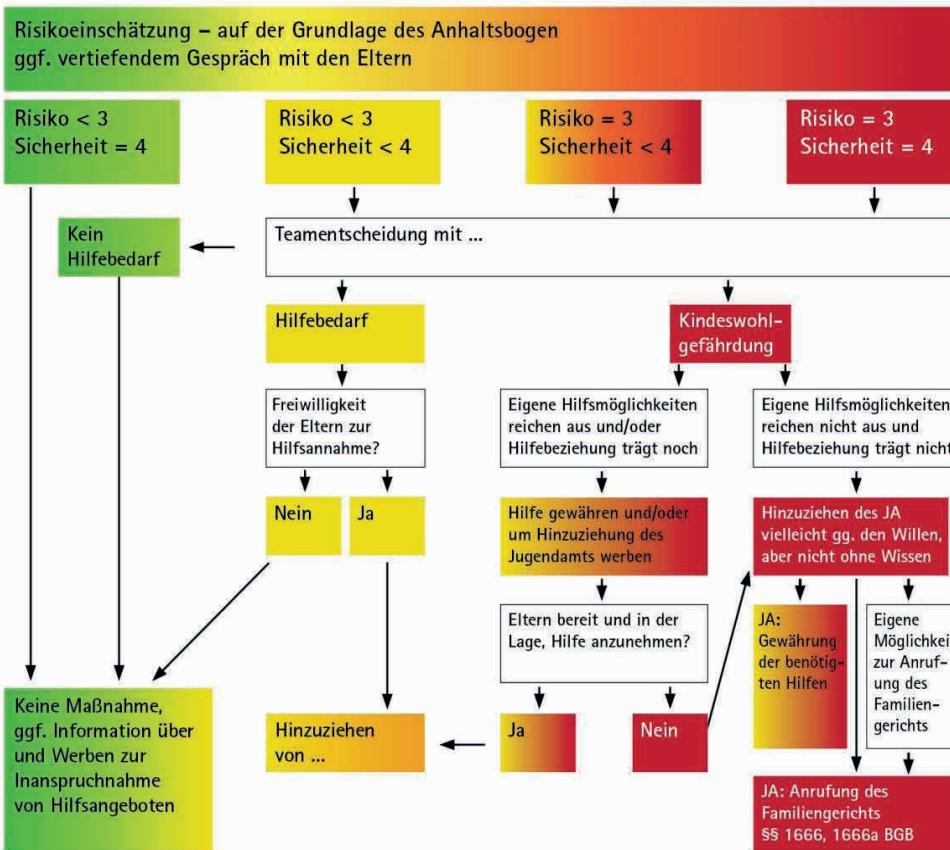 Risikoeinschätzung – auf der Grundlage des Anhaltsbogen
ggf. vertiefendem Gespräch mit den Eltern
Risiko < 3
Sicherheit = 4
Risiko < 3
Sicherheit < 4
Risiko = 3
Sicherheit < 4
Risiko = 3
Sicherheit = 4
Kein
Hilfebedarf
Teamentscheidung mit ...
Hilfebedarf
Kindeswohl-
gefährdung
Freiwilligkeit
der Eltern zur
Hilfsannahme?
Eigene Hilfsmöglichkeiten
reichen aus und/oder
Hilfebeziehung trägt noch
Eigene Hilfsmöglichkeiten
reichen nicht aus und
Hilfebeziehung trägt nicht
Nein
Ja
Hilfe gewähren und/oder
um Hinzuziehung des
Jugendamts werben
Hinzuziehen des JA
vielleicht gg. den Willen,
aber nicht ohne Wissen
Eltern bereit und in der
Lage, Hilfe anzunehmen?
JA:
Gewährung
der benötig-
ten Hilfen
Eigene
Möglichkei
zur Anruf-
ung des
Familien-
gerichts
Keine Maßnahme,
ggf. Information über
und Werben zur
Inanspruchnahme
von Hilfsangeboten
Hinzuziehen
von ...
Ja
Nein
JA: Anrufung des
Familiengerichts
§§ 1666, 1666a BGB